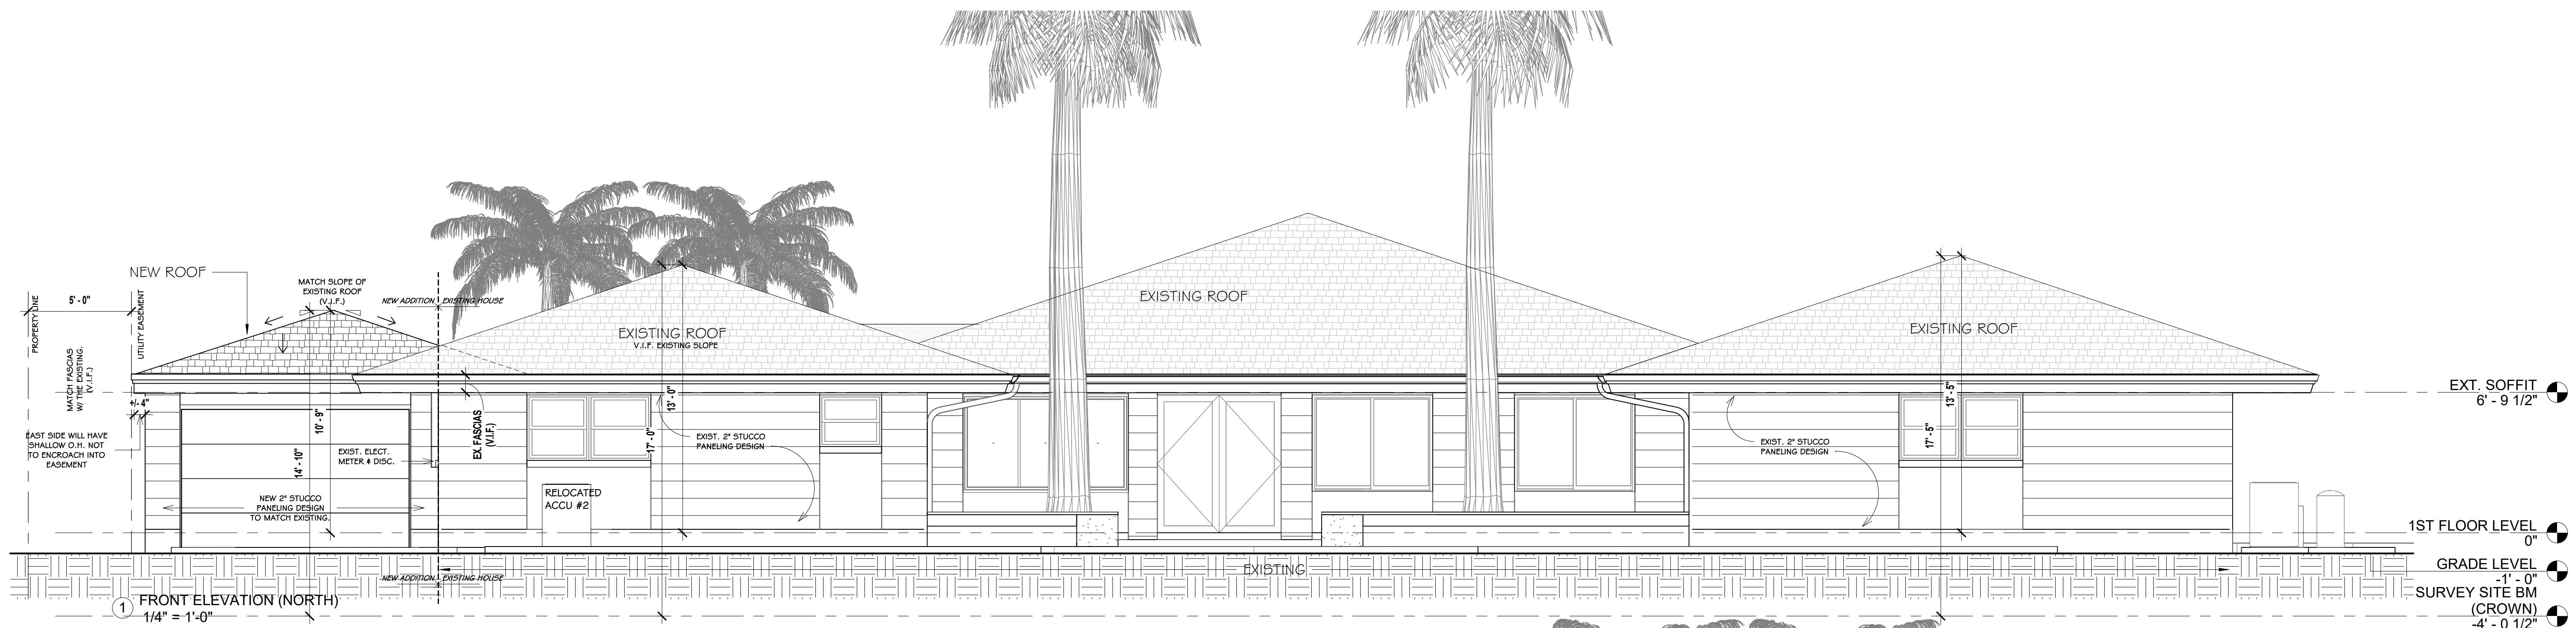 NEW ROOF
MATCH SLOPE OF
EXISTING ROOF
(V.I.F.)
NEW ADDITION
EXISTING HOUSE
PROPERTY LINE
5' - 0"
UTILITY EASEMENT
MATCH FASCIAS
W/ THE EXISTING.
(V.I.F.)
+/- 4"
EAST SIDE WILL HAVE
SHALLOW O.H. NOT
TO ENCROACH INTO
EASEMENT
10' - 9"
14' - 10"
NEW 2" STUCCO
PANELING DESIGN
TO MATCH EXISTING.
EXIST. ELECT.
METER & DISC.
EX. FASCIAS
(V.I.F.)
RELOCATED
ACCU #2
EXISTING ROOF
V.I.F. EXISTING SLOPE
13' - 0"
17' - 0"
EXIST. 2" STUCCO
PANELING DESIGN
EXISTING ROOF
EXISTING ROOF
13' - 5"
17' - 5"
EXIST. 2" STUCCO
PANELING DESIGN
EXT. SOFFIT
6' - 9 1/2"
1ST FLOOR LEVEL
0"
GRADE LEVEL
-1' - 0"
SURVEY SITE BM
(CROWN)
-4' - 0 1/2"
NEW ADDITION
EXISTING HOUSE
EXISTING
1
FRONT ELEVATION (NORTH)
1/4" = 1'-0"